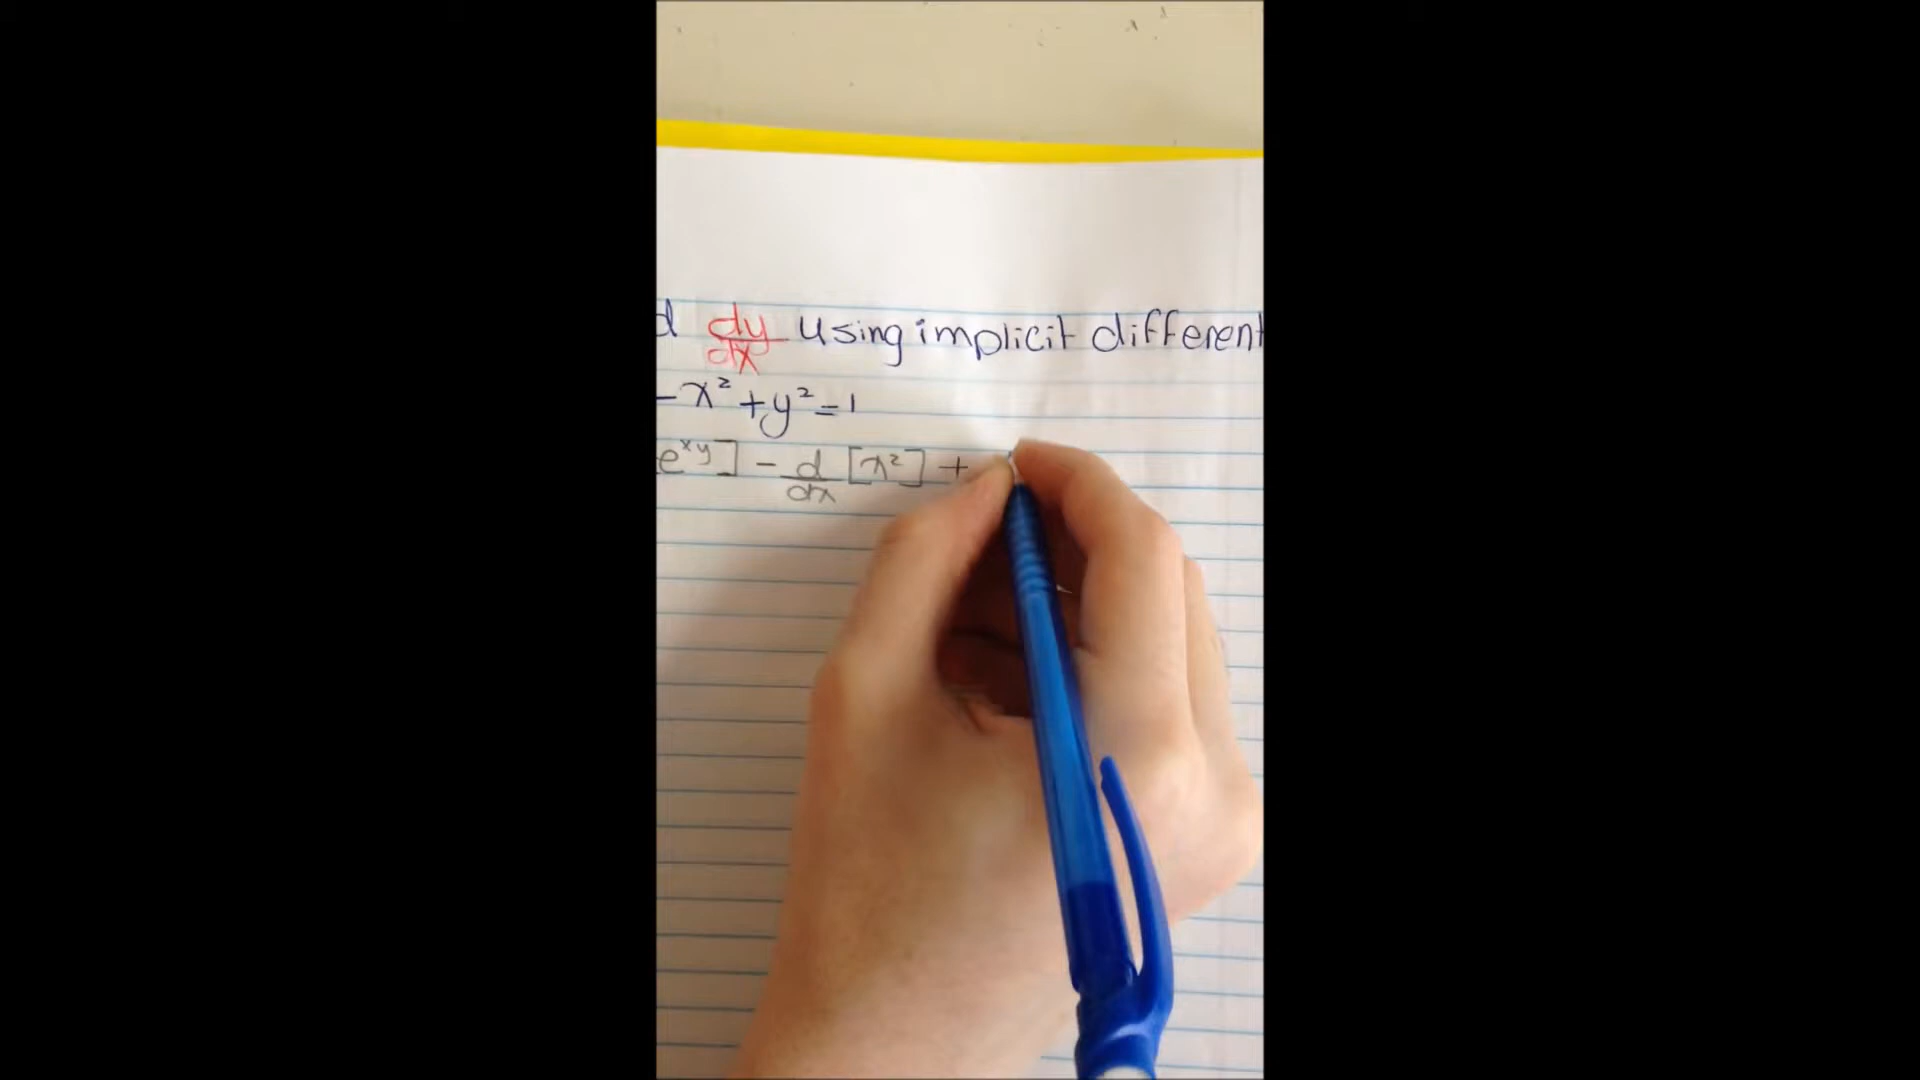 d dy/dx using implicit different
-x²+y²=1
e^xy] - d/dx [x²] +